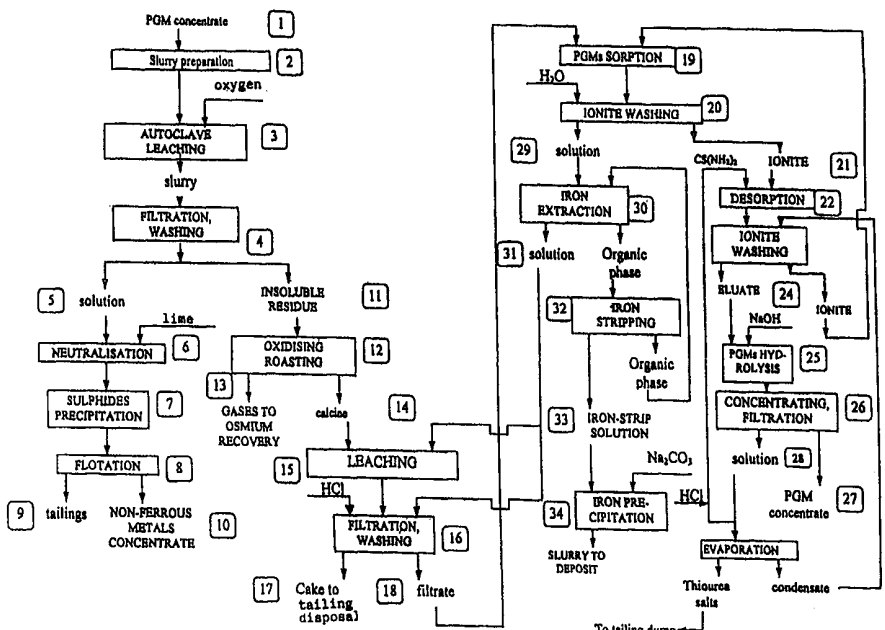 PGM concentrate
1
Slurry preparation
2
oxygen
AUTOCLAVE
LEACHING
3
slurry
FILTRATION,
WASHING
4
5
solution
INSOLUBLE
RESIDUE
11
lime
NEUTRALISATION
6
OXIDISING
ROASTING
12
SULPHIDES
PRECIPITATION
7
13
GASES TO
OSMIUM
RECOVERY
calcine
14
FLOTATION
8
9
tailings
NON-FERROUS
METALS
CONCENTRATE
10
15
LEACHING
HCl
FILTRATION,
WASHING
16
17
Cake to
tailing
disposal
18
filtrate
PGMs SORPTION
19
H₂O
IONITE WASHING
20
29
solution
CS(NH₂)₂
IONITE
21
IRON
EXTRACTION
30
DESORPTION
22
31
solution
Organic
phase
IONITE
WASHING
ELUATE
24
IONITE
32
IRON
STRIPPING
NaOH
PGMs HYD-
ROLYSIS
25
Organic
phase
CONCENTRATING,
FILTRATION
26
33
IRON-STRIP
SOLUTION
solution
28
Na₂CO₃
PGM
concentrate
27
34
IRON PRE-
CIPITATION
HCl
SLURRY TO
DEPOSIT
EVAPORATION
Thiourea
salts
condensate
To tailing dumps